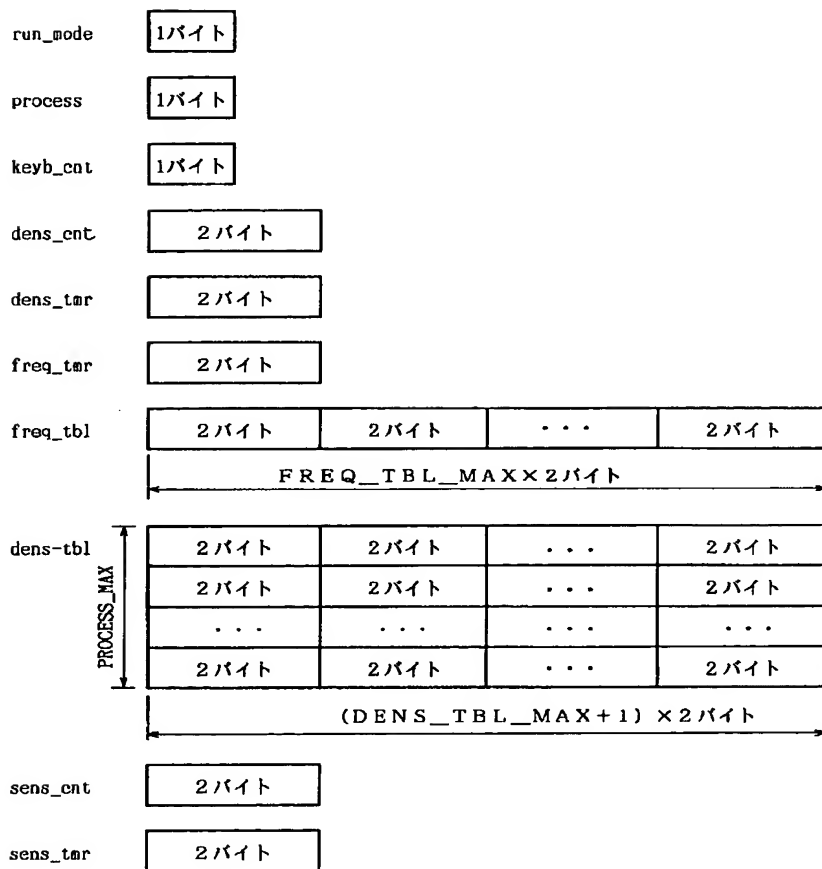 run_mode 1バイト
process 1バイト
keyb_cnt 1バイト
dens_cnt 2バイト
dens_tmr 2バイト
freq_tmr 2バイト
freq_tbl 2バイト 2バイト ・・・ 2バイト
FREQ__TBL__MAX×2バイト
dens-tbl 2バイト 2バイト ・・・ 2バイト
PROCESS_MAX
2バイト 2バイト ・・・ 2バイト
・・・ ・・・ ・・・ ・・・
2バイト 2バイト ・・・ 2バイト
(DENS__TBL__MAX+1)×2バイト
sens_cnt 2バイト
sens_tmr 2バイト